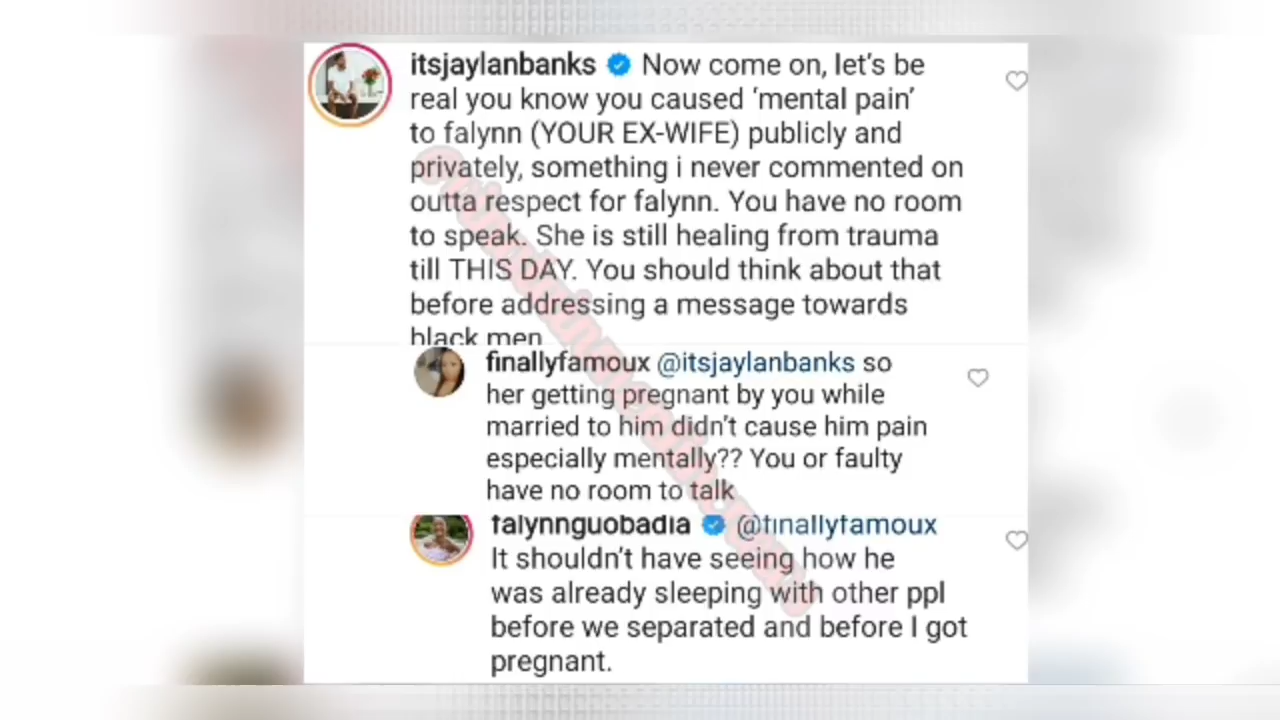 itsjaylanbanks Now come on, let’s be
real you know you caused ‘mental pain’
to falynn (YOUR EX-WIFE) publicly and
privately, something i never commented on
outta respect for falynn. You have no room
to speak. She is still healing from trauma
till THIS DAY. You should think about that
before addressing a message towards
black men
finallyfamoux @itsjaylanbanks so
her getting pregnant by you while
married to him didn’t cause him pain
especially mentally?? You or faulty
have no room to talk
falynnguobadia @finallyfamoux
It shouldn’t have seeing how he
was already sleeping with other ppl
before we separated and before I got
pregnant.